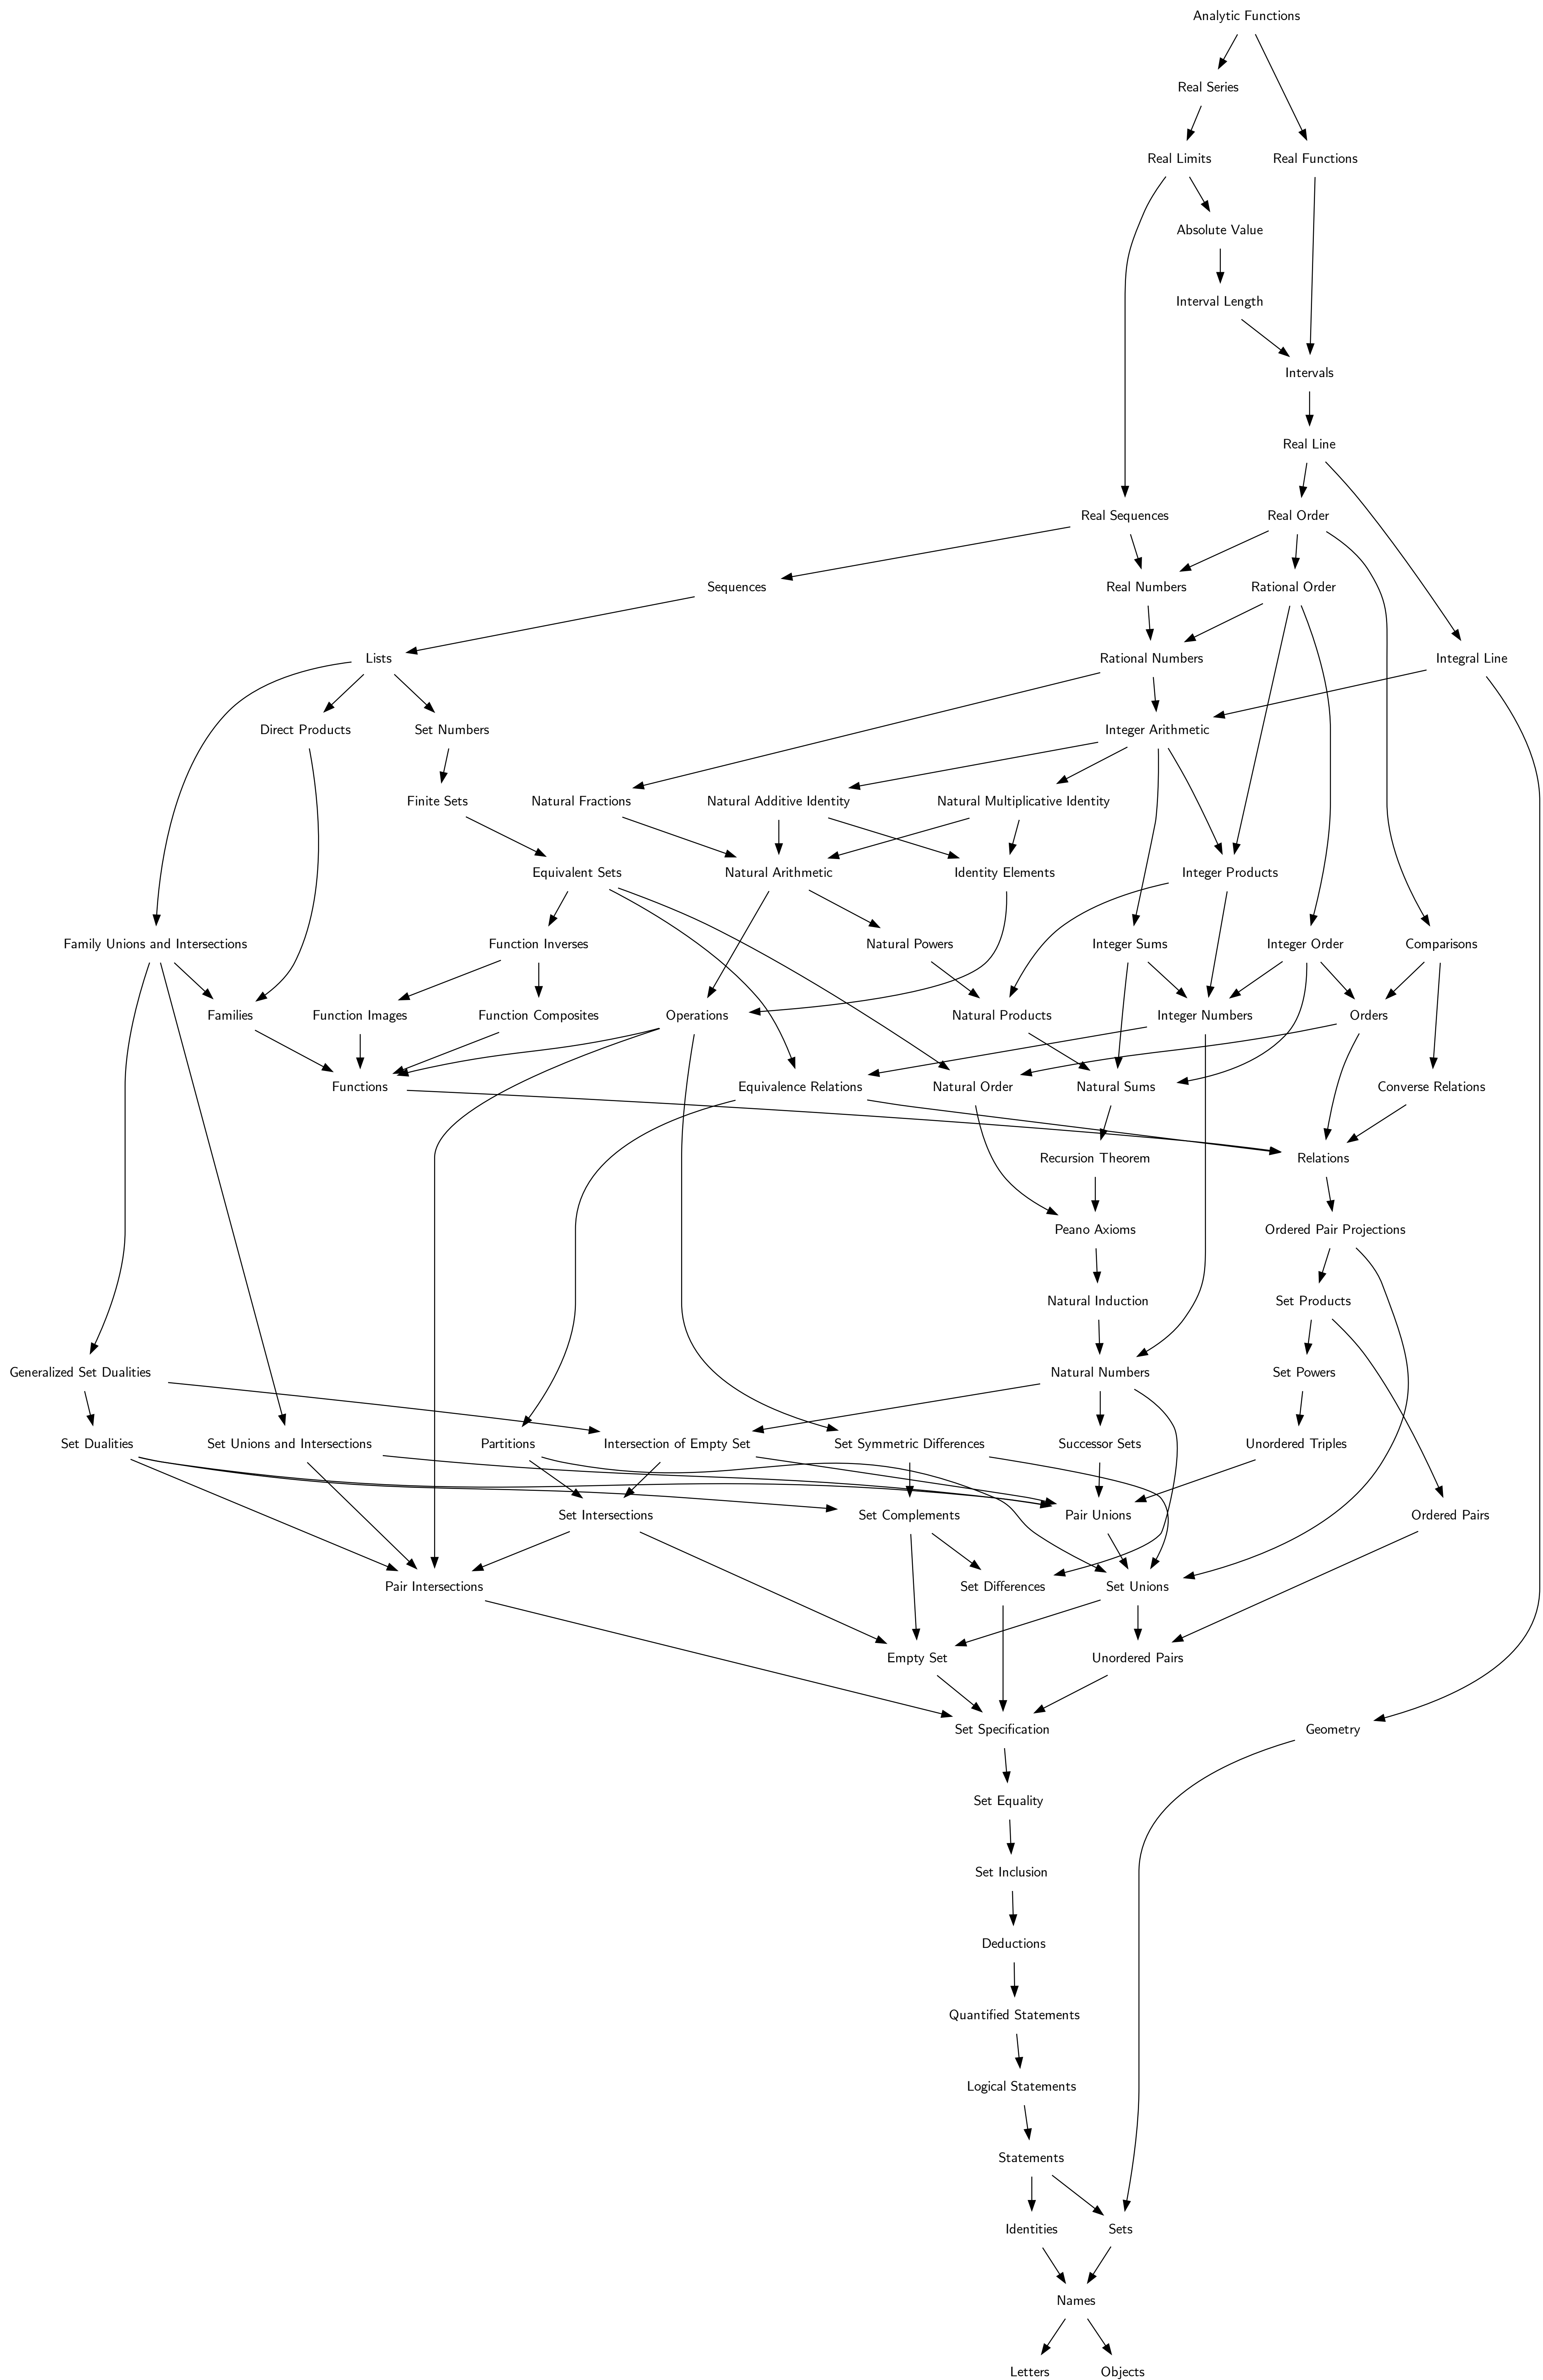 Analytic Functions
Real Series
Real Limits
Real Functions
Absolute Value
Interval Length
Intervals
Real Line
Real Sequences
Real Order
Sequences
Real Numbers
Rational Order
Lists
Rational Numbers
Integral Line
Direct Products
Set Numbers
Integer Arithmetic
Finite Sets
Natural Fractions
Natural Additive Identity
Natural Multiplicative Identity
Equivalent Sets
Natural Arithmetic
Identity Elements
Integer Products
Family Unions and Intersections
Function Inverses
Natural Powers
Integer Sums
Integer Order
Comparisons
Families
Function Images
Function Composites
Operations
Natural Products
Integer Numbers
Orders
Functions
Equivalence Relations
Natural Order
Natural Sums
Converse Relations
Recursion Theorem
Relations
Peano Axioms
Ordered Pair Projections
Natural Induction
Set Products
Generalized Set Dualities
Natural Numbers
Set Powers
Set Dualities
Set Unions and Intersections
Partitions
Intersection of Empty Set
Set Symmetric Differences
Successor Sets
Unordered Triples
Set Intersections
Set Complements
Pair Unions
Ordered Pairs
Pair Intersections
Set Differences
Set Unions
Empty Set
Unordered Pairs
Set Specification
Geometry
Set Equality
Set Inclusion
Deductions
Quantified Statements
Logical Statements
Statements
Identities
Sets
Names
Letters
Objects